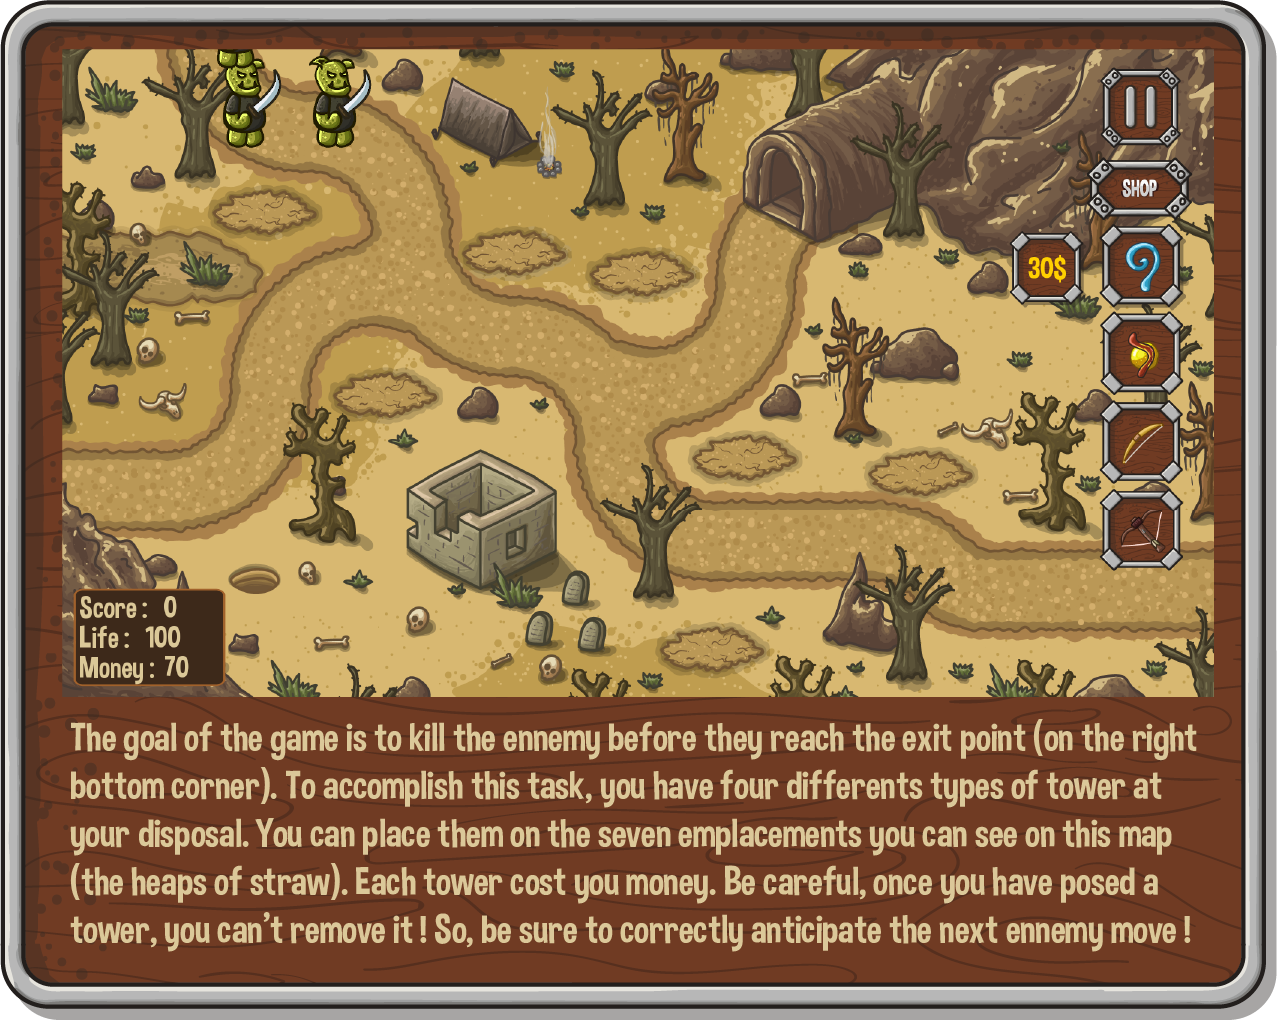 SHOP
30$
Score : 0
Life : 100
Money : 70
The goal of the game is to kill the ennemy before they reach the exit point (on the right
bottom corner). To accomplish this task, you have four differents types of tower at
your disposal. You can place them on the seven emplacements you can see on this map
(the heaps of straw). Each tower cost you money. Be careful, once you have posed a
tower, you can't remove it ! So, be sure to correctly anticipate the next ennemy move !